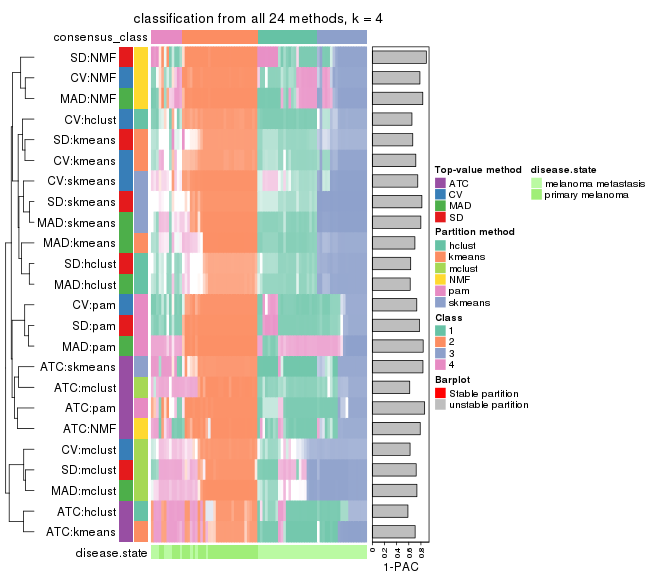 classification from all 24 methods, k = 4
consensus_class
SD:NMF
CV:NMF
MAD:NMF
CV:hclust
SD:kmeans
CV:kmeans
CV:skmeans
SD:skmeans
MAD:skmeans
MAD:kmeans
SD:hclust
MAD:hclust
CV:pam
SD:pam
MAD:pam
ATC:skmeans
ATC:mclust
ATC:pam
ATC:NMF
CV:mclust
SD:mclust
MAD:mclust
ATC:hclust
ATC:kmeans
disease.state
0 0.2 0.4 0.6 0.8
1-PAC
Top-value method
ATC
CV
MAD
SD
Partition method
hclust
kmeans
mclust
NMF
pam
skmeans
Class
1
2
3
4
Barplot
Stable partition
unstable partition
disease.state
melanoma metastasis
primary melanoma